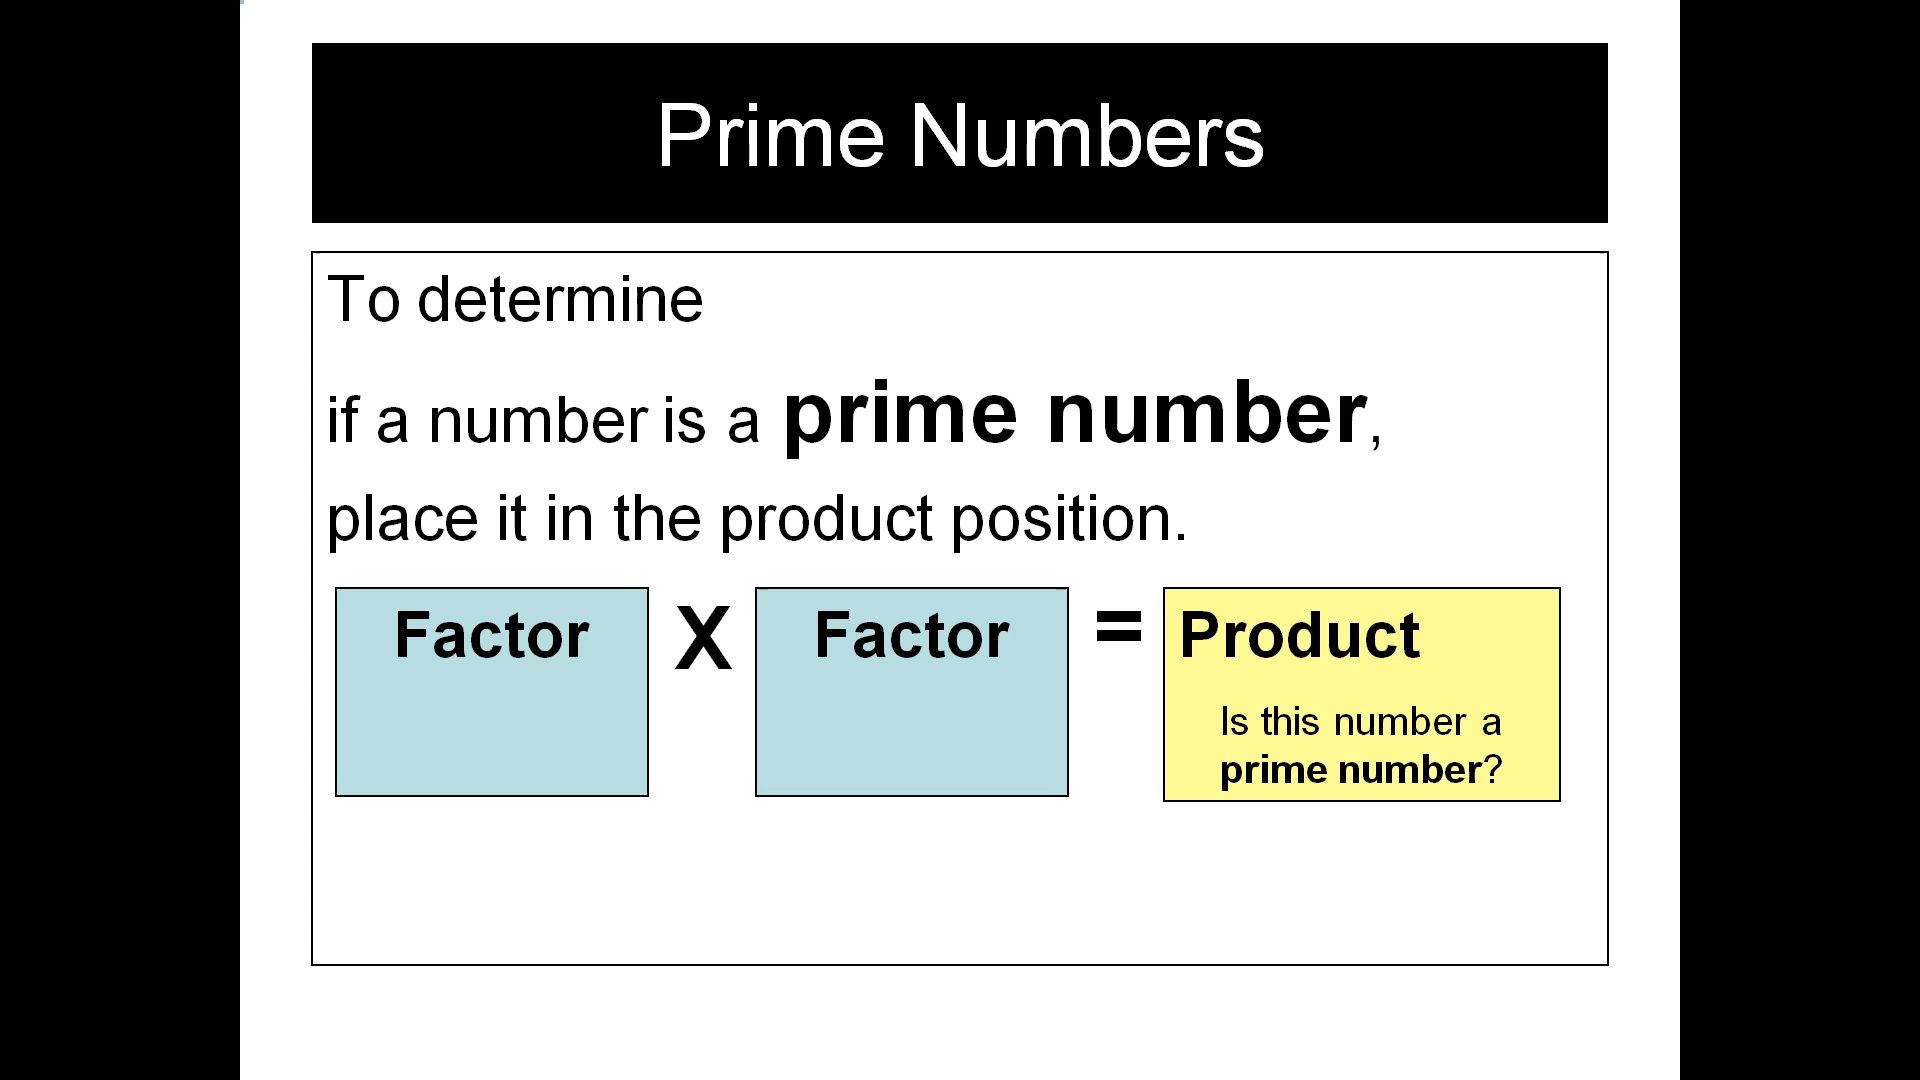 Prime Numbers
To determine
if a number is a prime number,
place it in the product position.
Factor X Factor = Product
Is this number a
prime number?